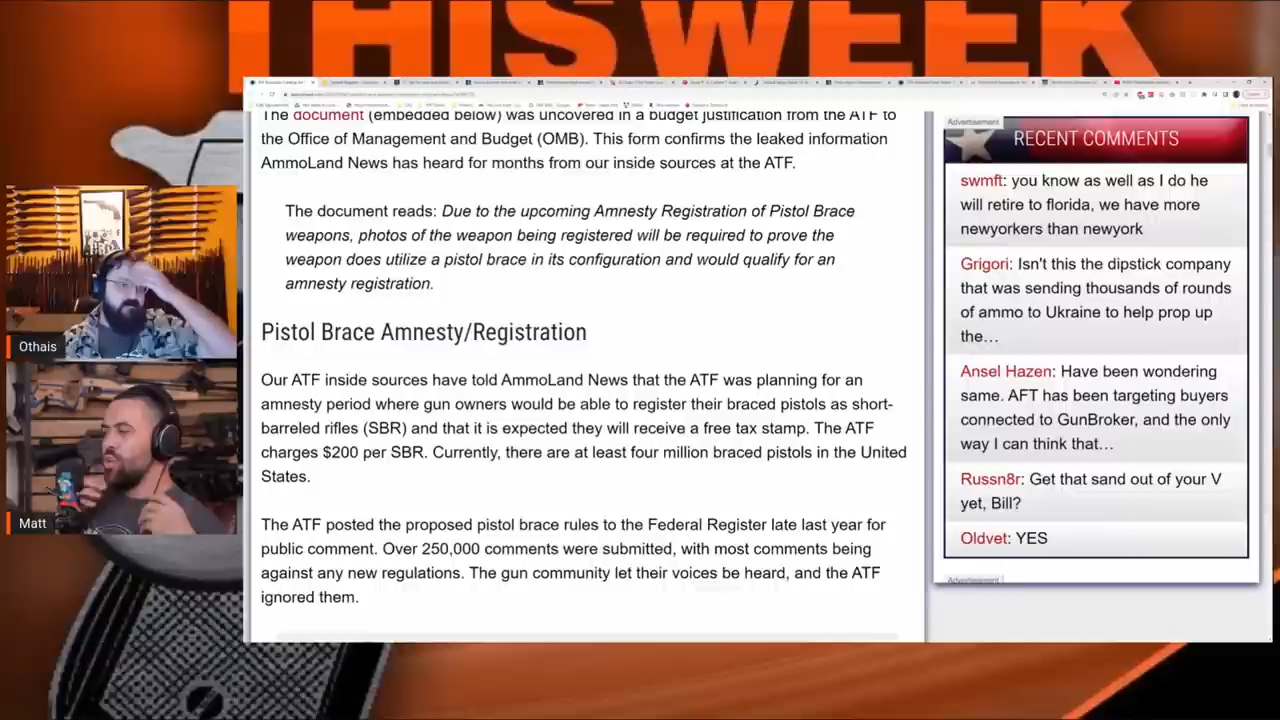 THIS WEEK
The document (embedded below) was uncovered in a budget justification from the ATF to
the Office of Management and Budget (OMB). This form confirms the leaked information
AmmoLand News has heard for months from our inside sources at the ATF.
The document reads: Due to the upcoming Amnesty Registration of Pistol Brace
weapons, photos of the weapon being registered will be required to prove the
weapon does utilize a pistol brace in its configuration and would qualify for an
amnesty registration.
Pistol Brace Amnesty/Registration
Our ATF inside sources have told AmmoLand News that the ATF was planning for an
amnesty period where gun owners would be able to register their braced pistols as short-
barreled rifles (SBR) and that it is expected they will receive a free tax stamp. The ATF
charges $200 per SBR. Currently, there are at least four million braced pistols in the United
States.
The ATF posted the proposed pistol brace rules to the Federal Register late last year for
public comment. Over 250,000 comments were submitted, with most comments being
against any new regulations. The gun community let their voices be heard, and the ATF
ignored them.
Advertisement
RECENT COMMENTS
swmft: you know as well as I do he
will retire to florida, we have more
newyorkers than newyork
Grigori: Isn't this the dipstick company
that was sending thousands of rounds
of ammo to Ukraine to help prop up
the…
Ansel Hazen: Have been wondering
same. AFT has been targeting buyers
connected to GunBroker, and the only
way I can think that…
Russn8r: Get that sand out of your V
yet, Bill?
Oldvet: YES
Advertisement
Othais
Matt